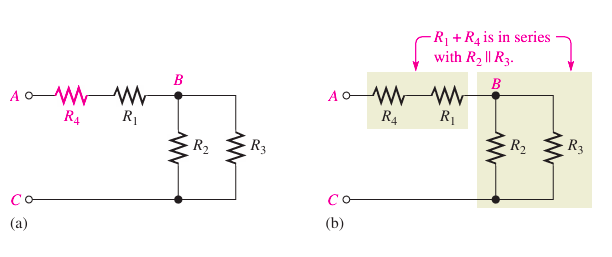 R₁ + R₄ is in series
with R₂ || R₃.
B
B
A
R₄
R₁
A
R₄
R₁
R₂
R₃
R₂
R₃
C
C
(a)
(b)